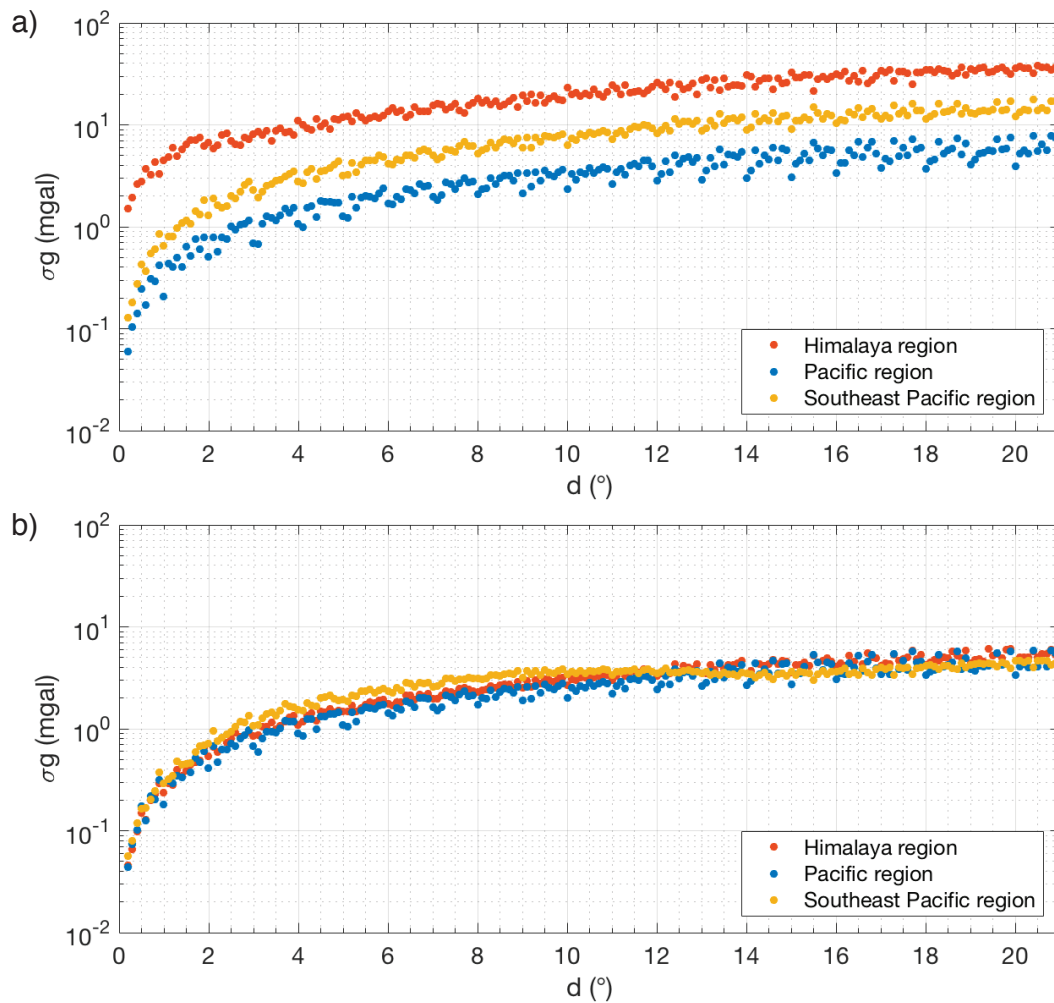 a)
σg (mgal)
10²
10¹
10⁰
10⁻¹
10⁻²
0 2 4 6 8 10 12 14 16 18 20
d (°)
Himalaya region
Pacific region
Southeast Pacific region
b)
σg (mgal)
10²
10¹
10⁰
10⁻¹
10⁻²
0 2 4 6 8 10 12 14 16 18 20
d (°)
Himalaya region
Pacific region
Southeast Pacific region